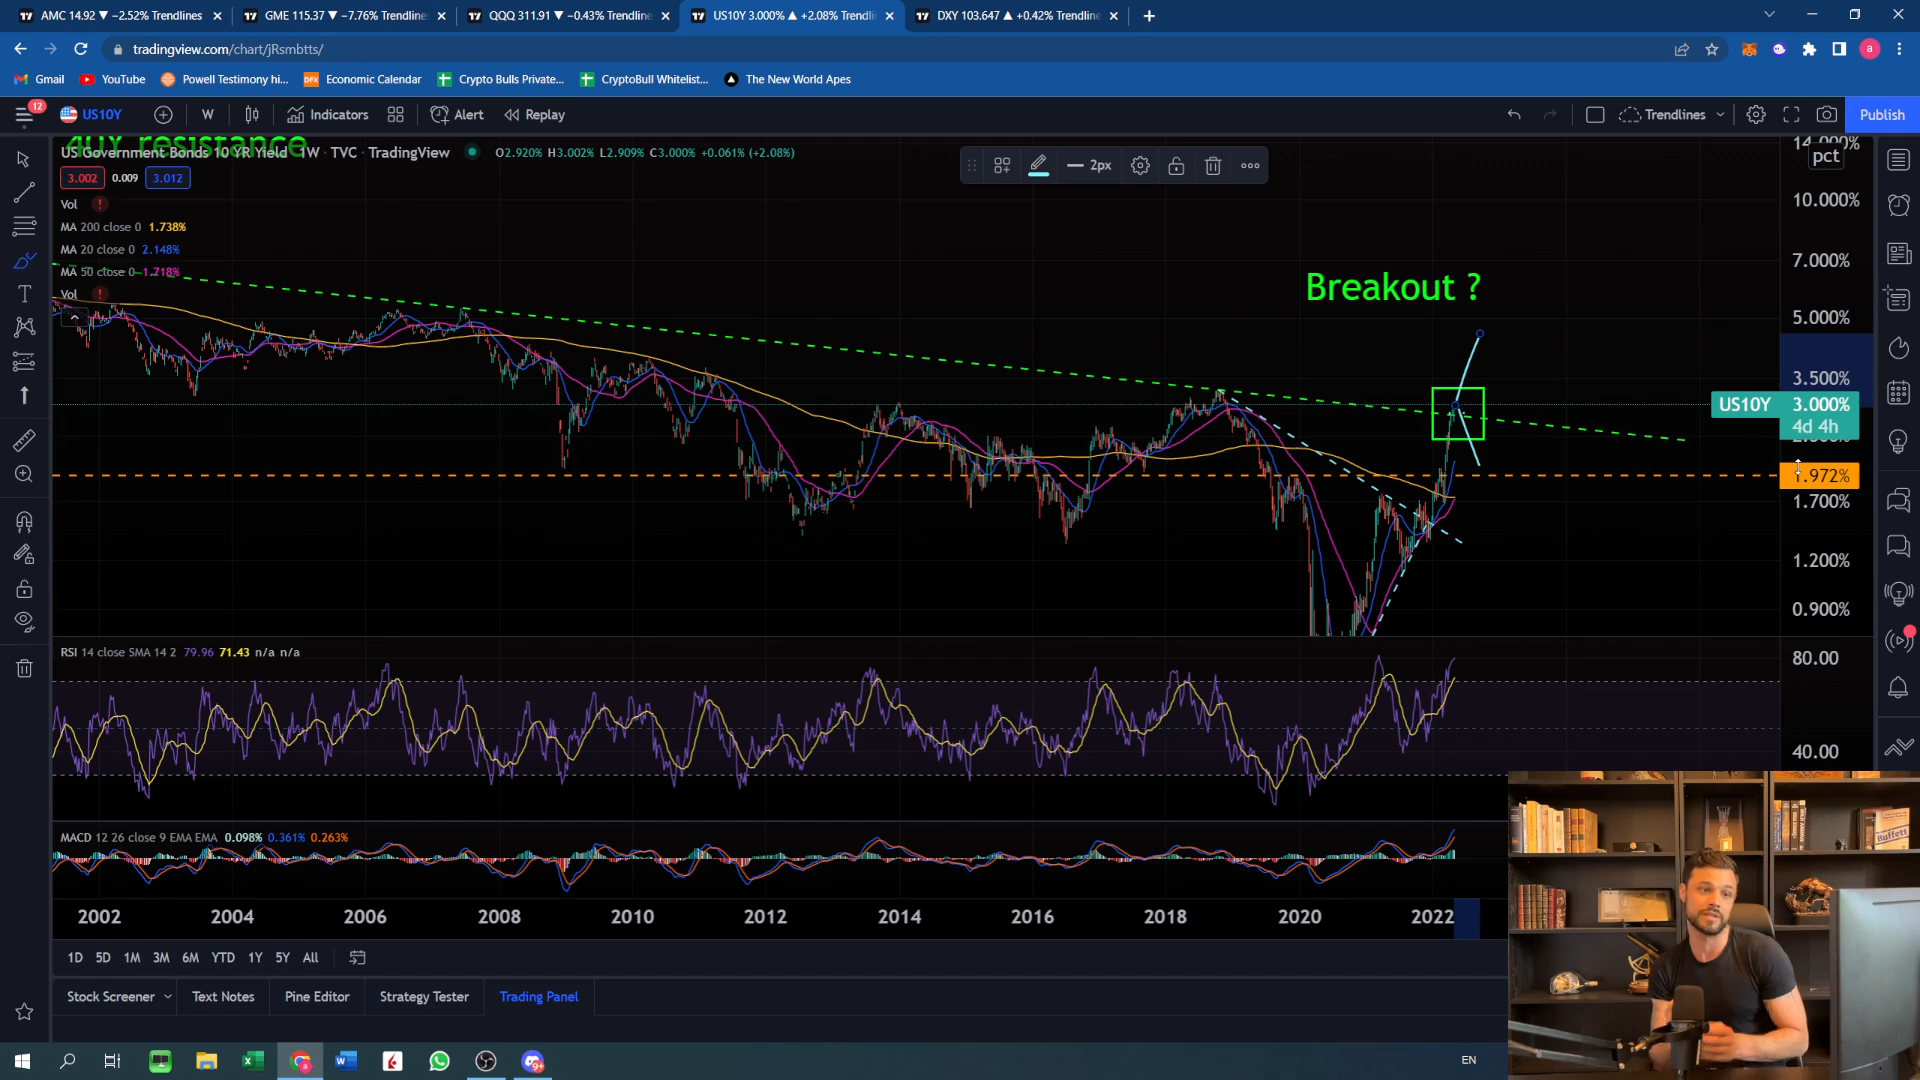 AMC 14.92 ▼ −2.52% Trendlines
GME 115.37 ▼ −7.76% Trendline
QQQ 311.91 ▼ −0.43% Trendline
US10Y 3.000% ▲ +2.08% Trendli
DXY 103.647 ▲ +0.42% Trendline
tradingview.com/chart/jRsmbtts/
a
Gmail
YouTube
Powell Testimony hi...
Economic Calendar
Crypto Bulls Private...
CryptoBull Whitelist...
The New World Apes
12
US10Y
W
Indicators
Alert
Replay
Trendlines
Publish
40Y resistance
US Government Bonds 10 YR Yield · 1W · TVC · TradingView
O2.920% H3.002% L2.909% C3.000% +0.061% (+2.08%)
3.002
0.009
3.012
2px
Vol
MA 200 close 0 1.738%
MA 20 close 0 2.148%
MA 50 close 0 1.718%
Vol
Breakout ?
pct
10.000%
7.000%
5.000%
3.500%
US10Y
3.000%
4d 4h
1.972%
1.700%
1.200%
0.900%
RSI 14 close SMA 14 2 79.96 71.43 n/a n/a
80.00
40.00
MACD 12 26 close 9 EMA EMA 0.098% 0.361% 0.263%
2002 2004 2006 2008 2010 2012 2014 2016 2018 2020 2022
1D 5D 1M 3M 6M YTD 1Y 5Y All
Stock Screener
Text Notes
Pine Editor
Strategy Tester
Trading Panel
Buffett
9+
EN